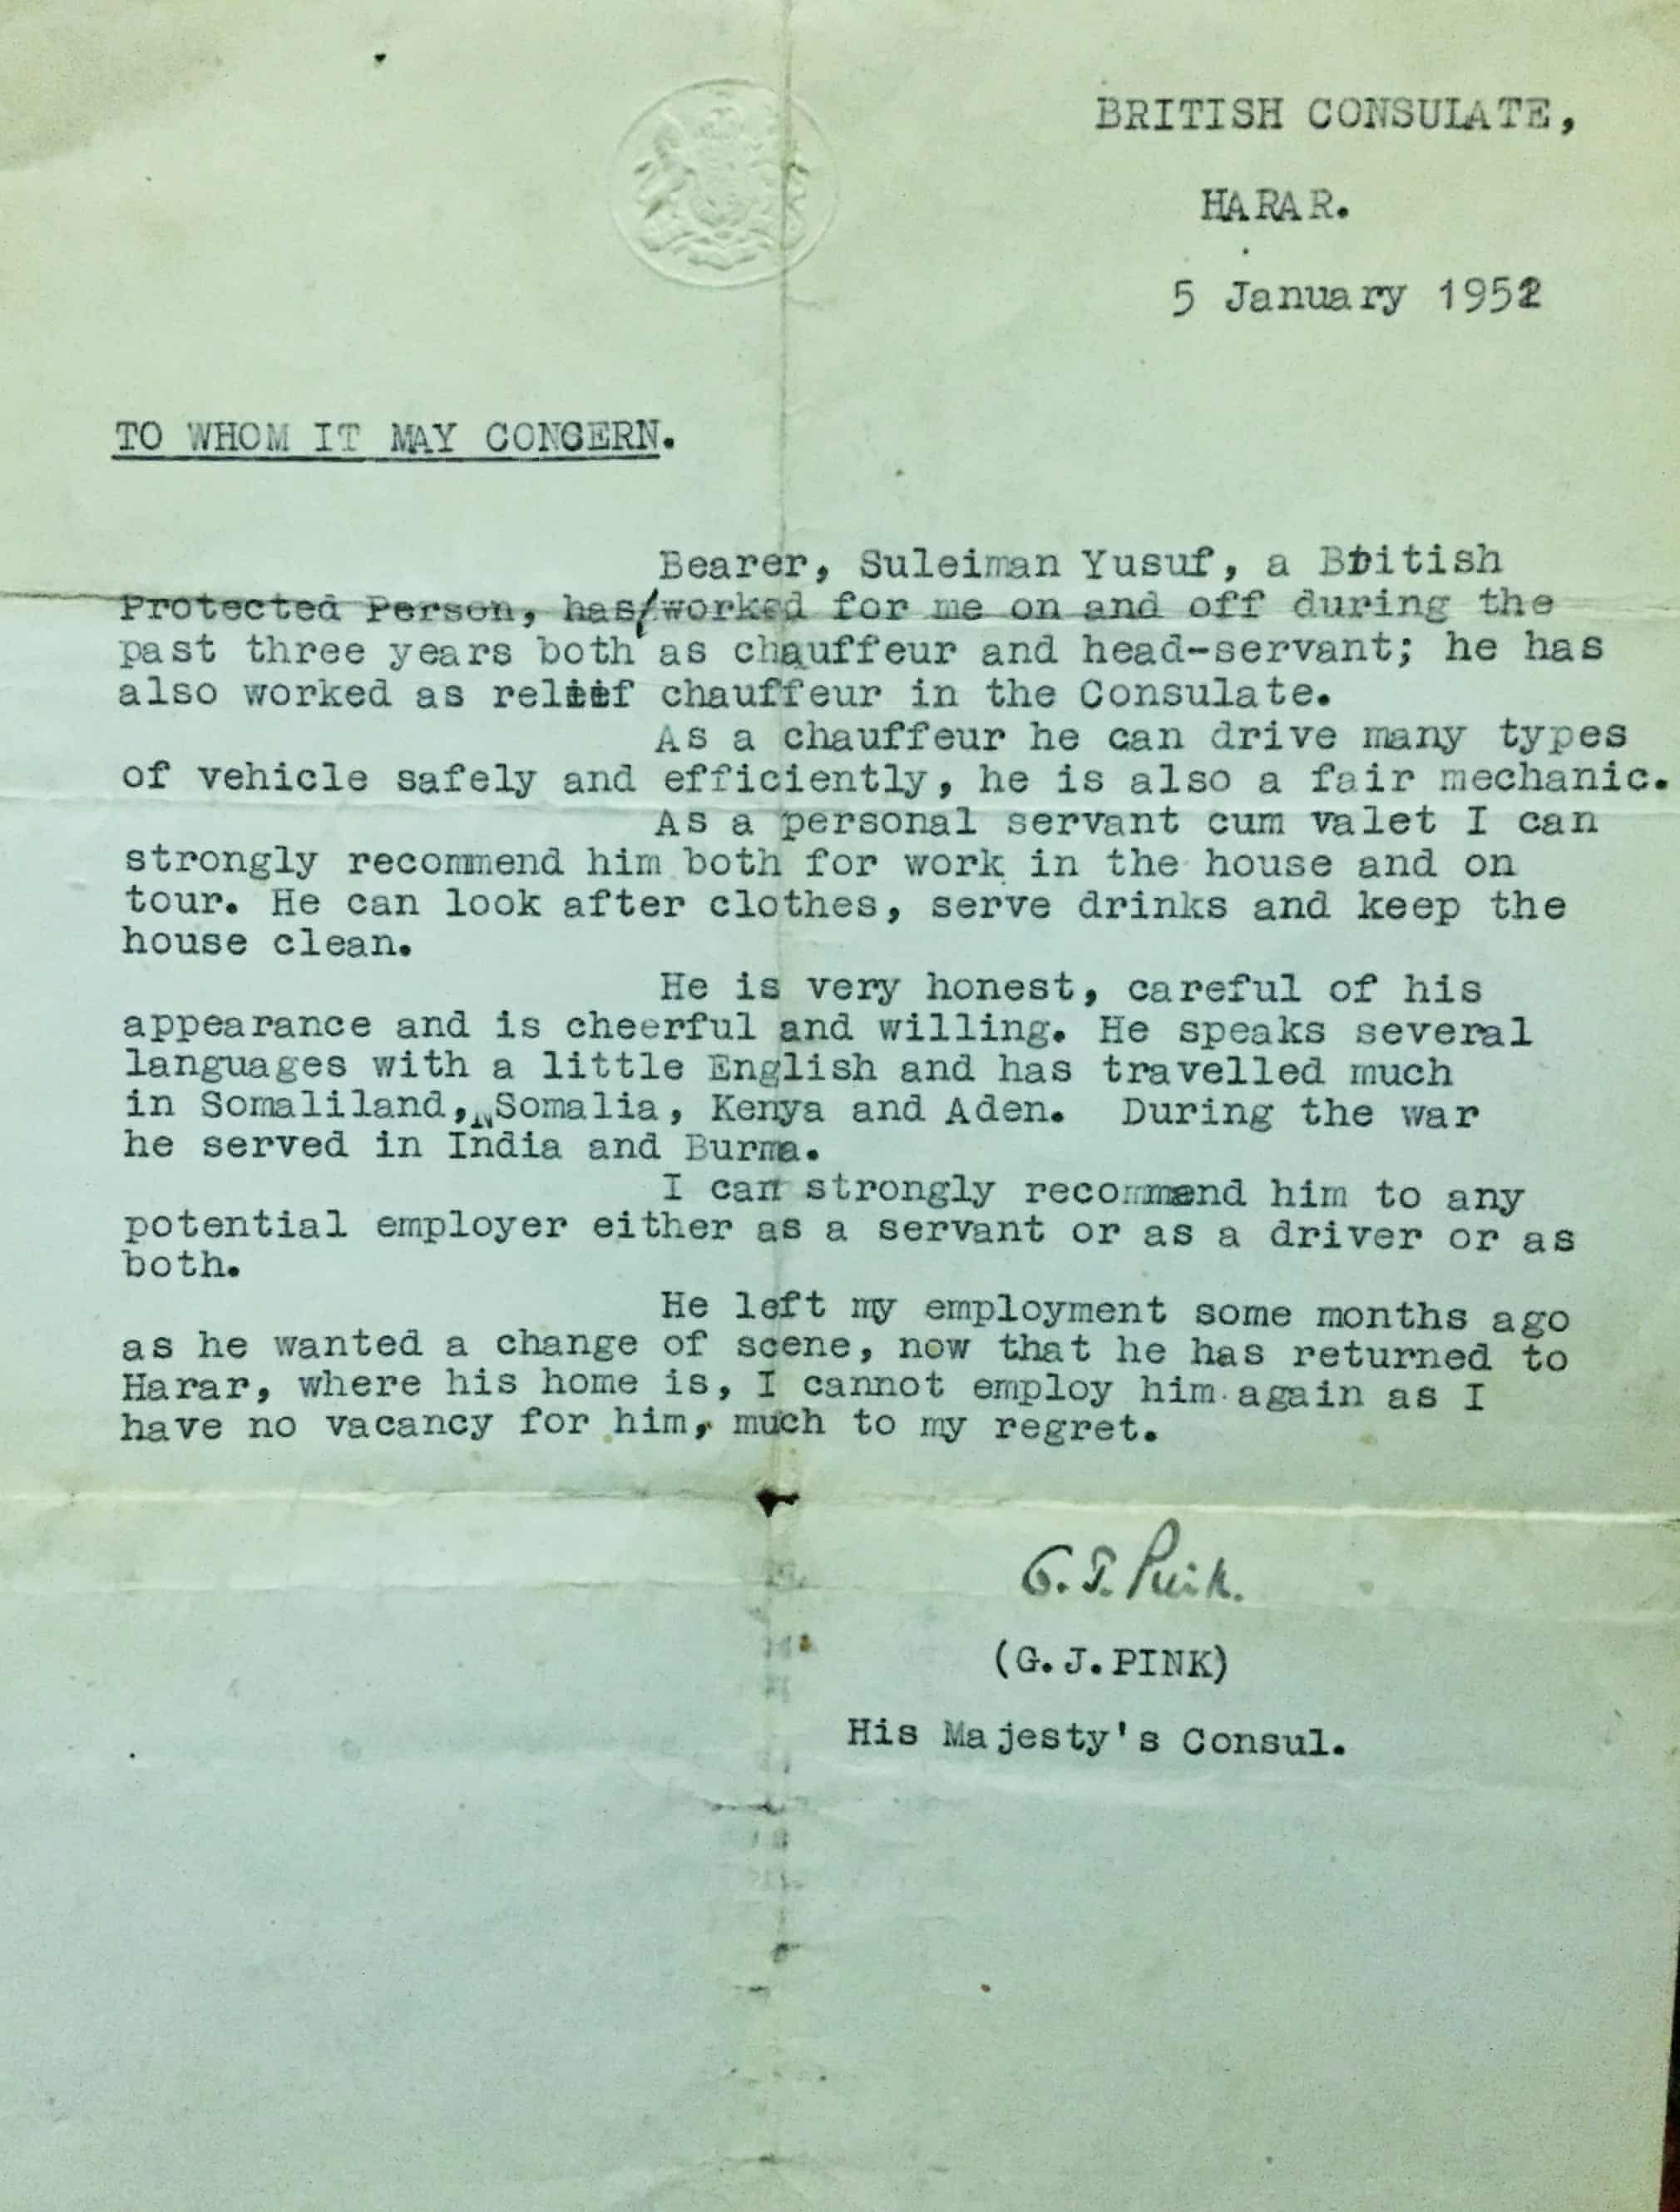 BRITISH CONSULATE,
HARAR.
5 January 1952
TO WHOM IT MAY CONCERN.
Bearer, Suleiman Yusuf, a British
Protected Person, has/worked for me on and off during the
past three years both as chauffeur and head-servant; he has
also worked as relief chauffeur in the Consulate.
As a chauffeur he can drive many types
of vehicle safely and efficiently, he is also a fair mechanic.
As a personal servant cum valet I can
strongly recommend him both for work in the house and on
tour. He can look after clothes, serve drinks and keep the
house clean.
He is very honest, careful of his
appearance and is cheerful and willing. He speaks several
languages with a little English and has travelled much
in Somaliland, Somalia, Kenya and Aden. During the war
he served in India and Burma.
I can strongly recommend him to any
potential employer either as a servant or as a driver or as
both.
He left my employment some months ago
as he wanted a change of scene, now that he has returned to
Harar, where his home is, I cannot employ him again as I
have no vacancy for him, much to my regret.
G. J. Pink.
(G.J.PINK)
His Majesty's Consul.